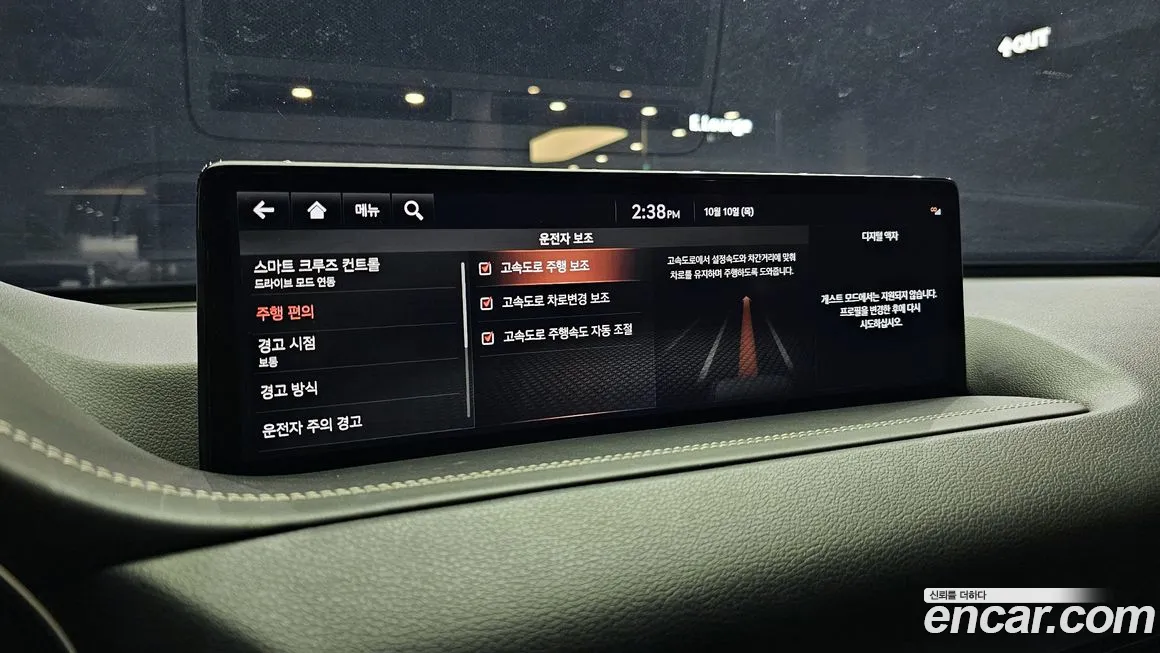 OUT
E.Lounge
메뉴
2:38PM
10월 10일 (목)
운전자 보조
디지털 액자
스마트 크루즈 컨트롤
드라이브 모드 연동
주행 편의
경고 시점
보통
경고 방식
운전자 주의 경고
고속도로 주행 보조
고속도로 차로변경 보조
고속도로 주행속도 자동 조절
고속도로에서 설정속도와 차간거리에 맞춰
차로를 유지하며 주행하도록 도와줍니다.
게스트 모드에서는 지원되지 않습니다.
프로필을 변경한 후에 다시
시도하십시오.
신뢰를 더하다
encar.com